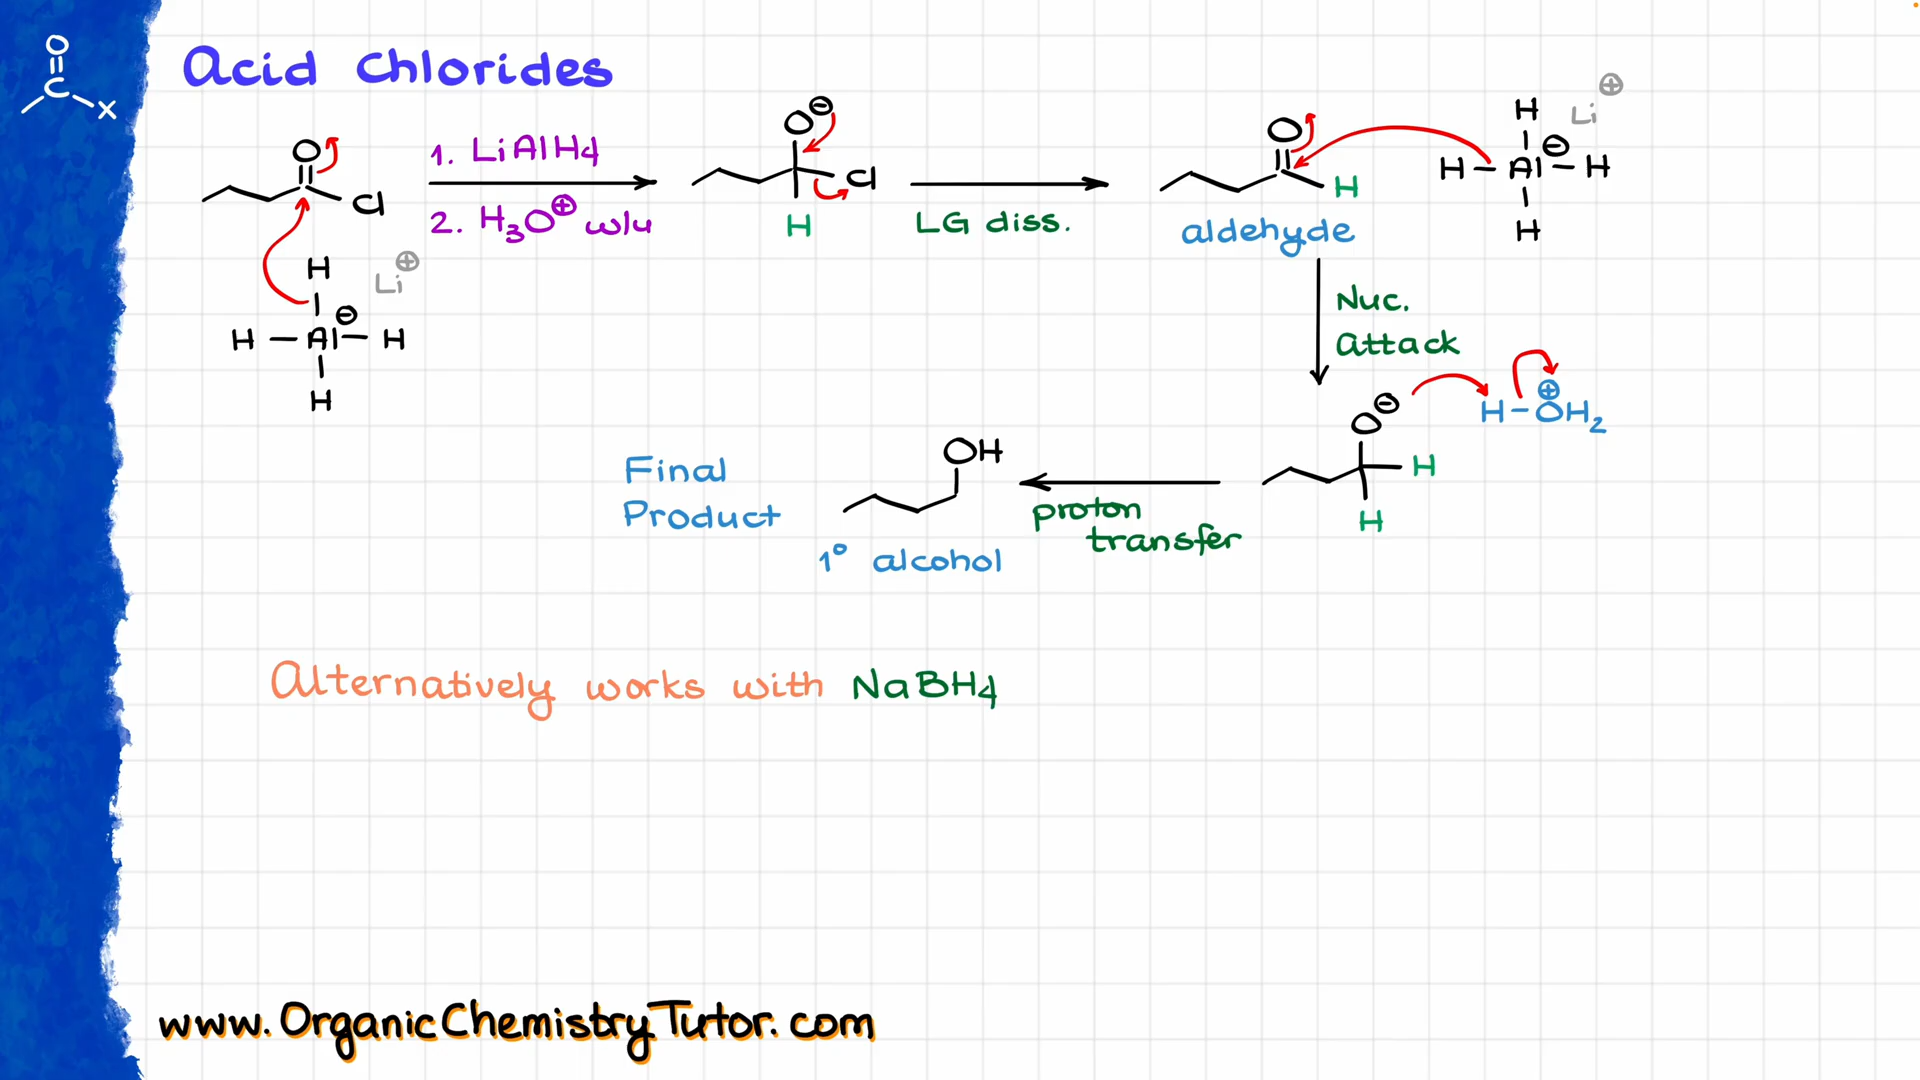 O
C
X
Acid Chlorides
O
Cl
H
Li⊕
H – Al⊖ – H
H
1. LiAlH4
2. H3O⊕ w/u
O⊖
Cl
H
LG diss.
O
H
aldehyde
H
Li⊕
H – Al⊖ – H
H
Nuc.
Attack
O⊖
H
H
H – O⊕H2
proton
transfer
OH
1° alcohol
Final
Product
Alternatively works with NaBH4
www.OrganicChemistryTutor.com